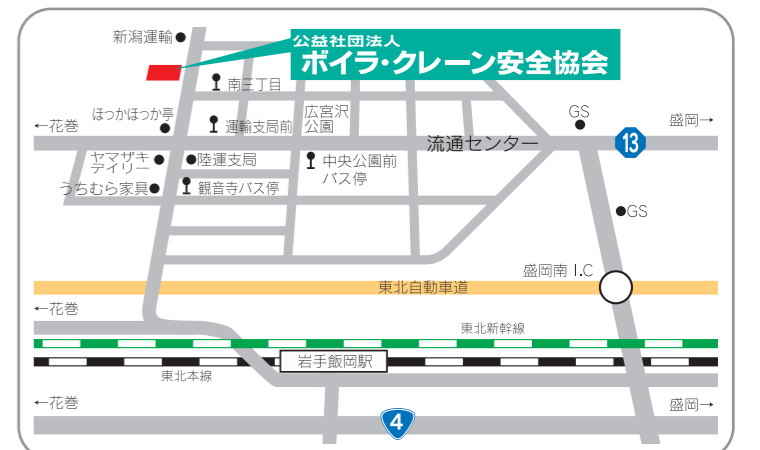 新潟運輸
公益社団法人
ボイラ・クレーン安全協会
南三丁目
ほっかほっか亭
広宮沢
公園
GS
←花巻
運輸支局前
盛岡→
流通センター
13
ヤマザキ
デイリー
陸運支局
中央公園前
バス停
うちむら家具
観音寺バス停
GS
盛岡南 I.C
東北自動車道
←花巻
東北新幹線
岩手飯岡駅
東北本線
←花巻
盛岡→
4